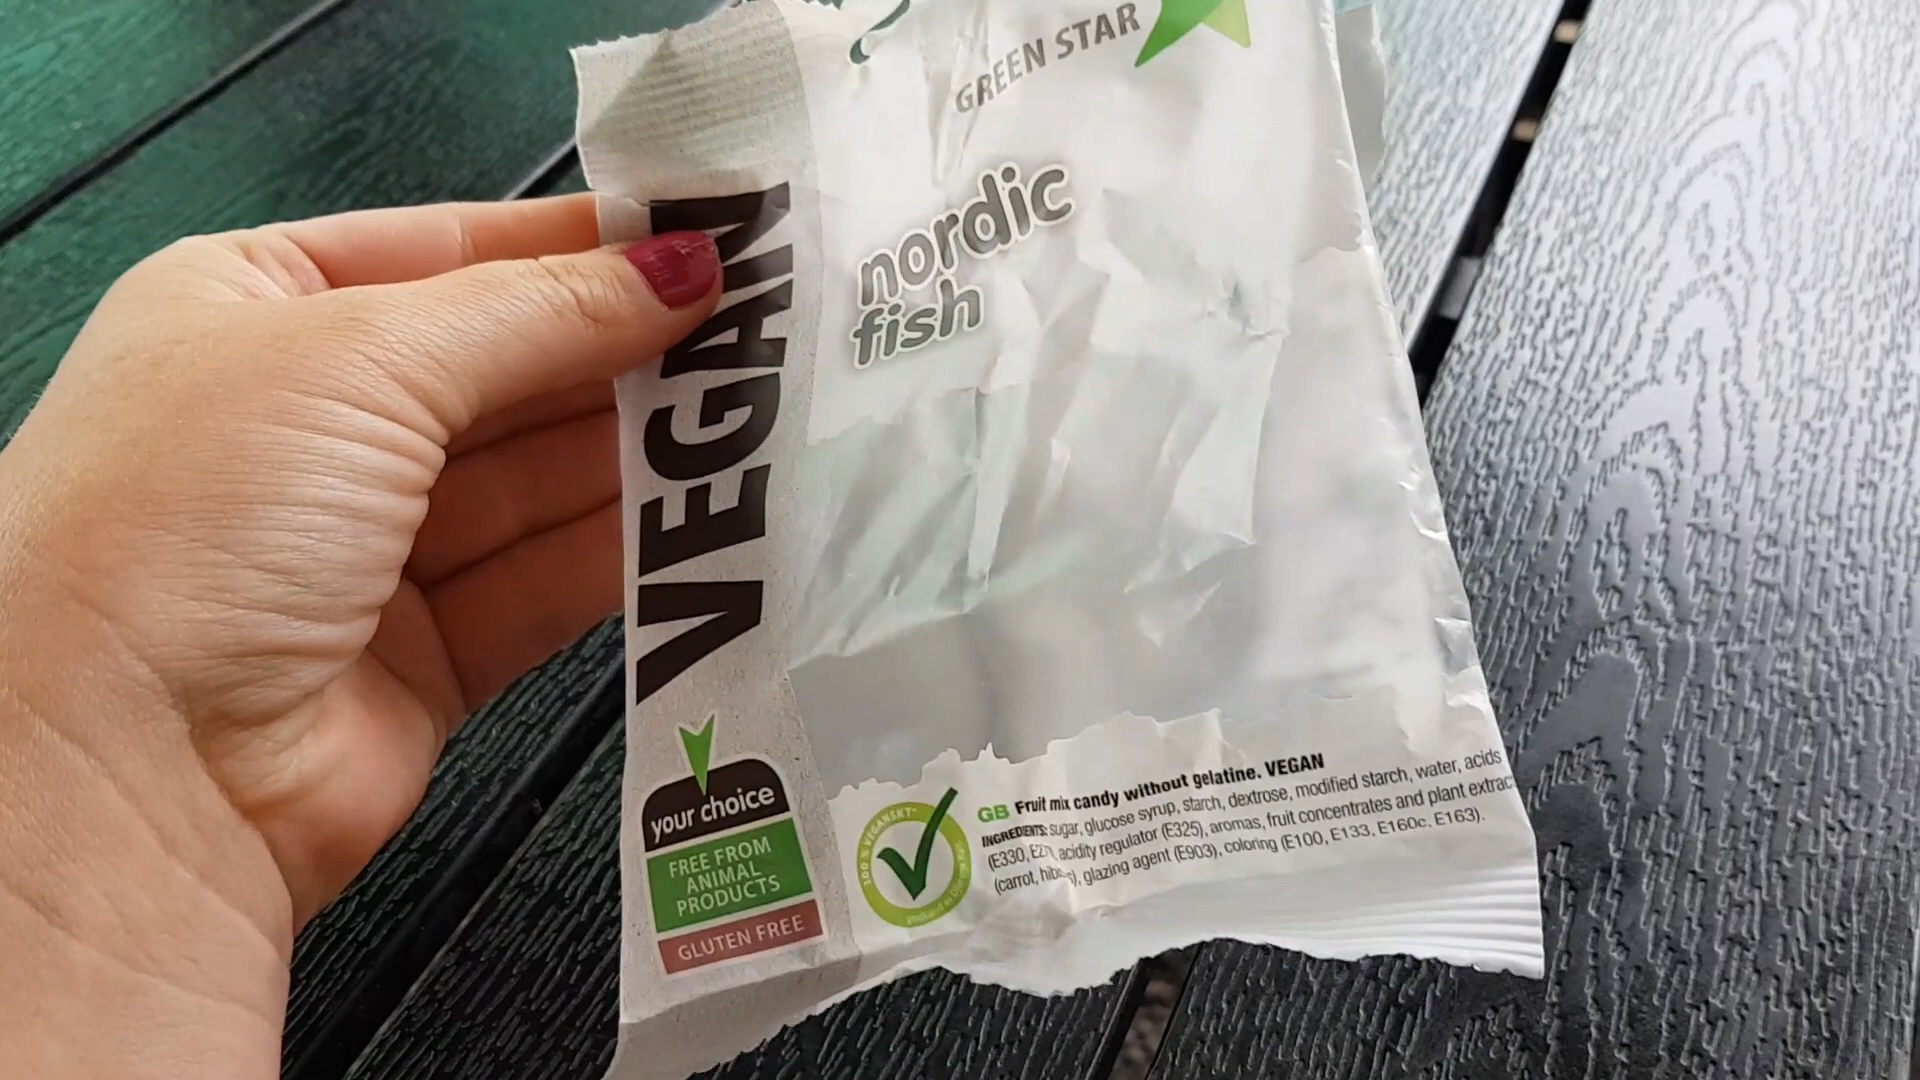 GREEN STAR
nordic
fish
VEGAN
your choice
FREE FROM
ANIMAL
PRODUCTS
GLUTEN FREE
100% VEGANSKT
GB Fruit mix candy without gelatine. VEGAN
INGREDIENTS: sugar, glucose syrup, starch, dextrose, modified starch, water, acids
(E330, acidity regulator (E325), aromas, fruit concentrates and plant extrac
(carrot, glazing agent (E903), coloring (E100, E133, E160c, E163).